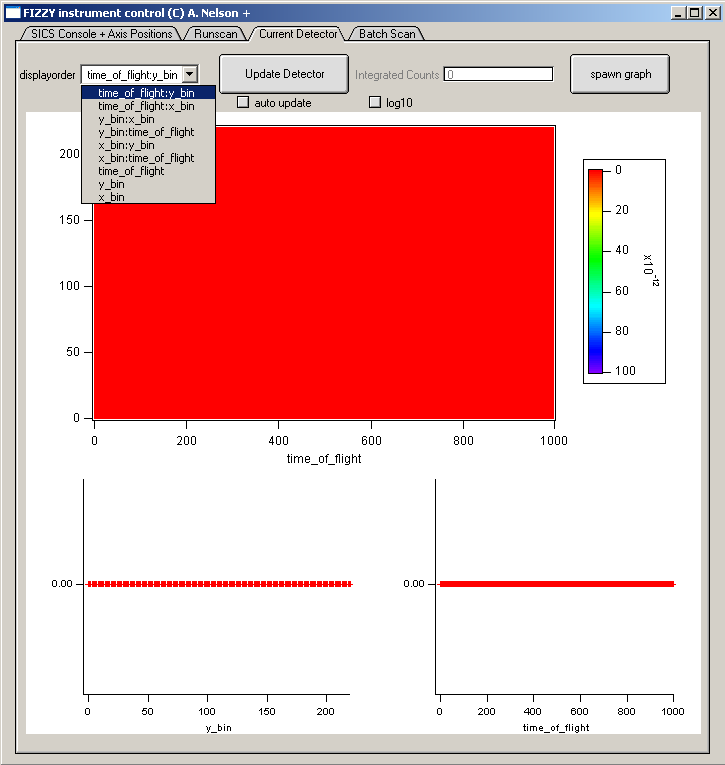 FIZZY instrument control (C) A. Nelson +
SICS Console + Axis Positions Runscan Current Detector Batch Scan
displayorder time_of_flight:y_bin Update Detector Integrated Counts 0 spawn graph
auto update log10
time_of_flight:y_bin
time_of_flight:x_bin
y_bin:x_bin
y_bin:time_of_flight
x_bin:y_bin
x_bin:time_of_flight
time_of_flight
y_bin
x_bin
200
150
100
50
0
0 200 400 600 800 1000
time_of_flight
0
20
40
60
80
100
x10-12
0.00
0 50 100 150 200
y_bin
0.00
0 200 400 600 800 1000
time_of_flight